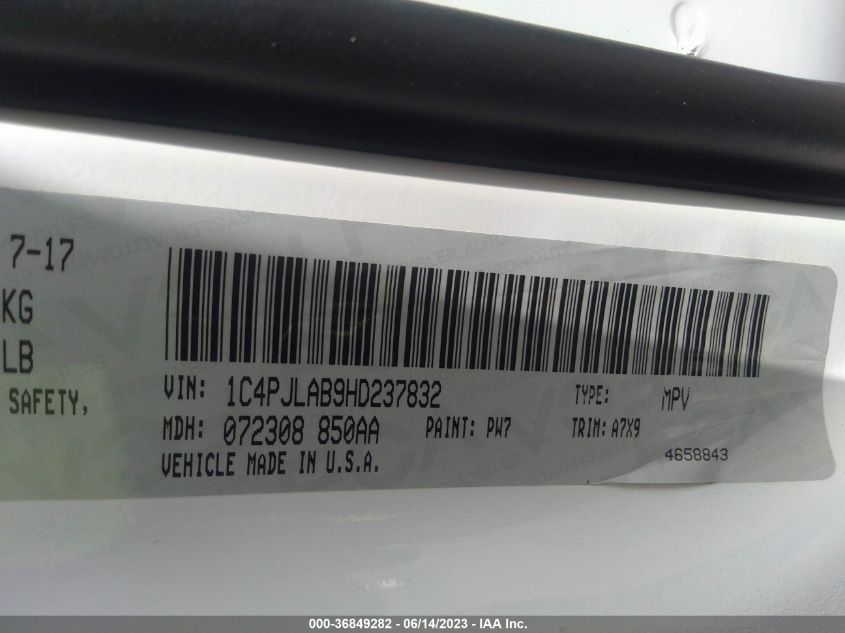 7-17
KG
LB
SAFETY,
VIN: 1C4PJLAB9HD237832 TYPE: MPV
MDH: 072308 850AA PAINT: PW7 TRIM: A7X9
VEHICLE MADE IN U.S.A. 4658843
000-36849282 - 06/14/2023 - IAA Inc.